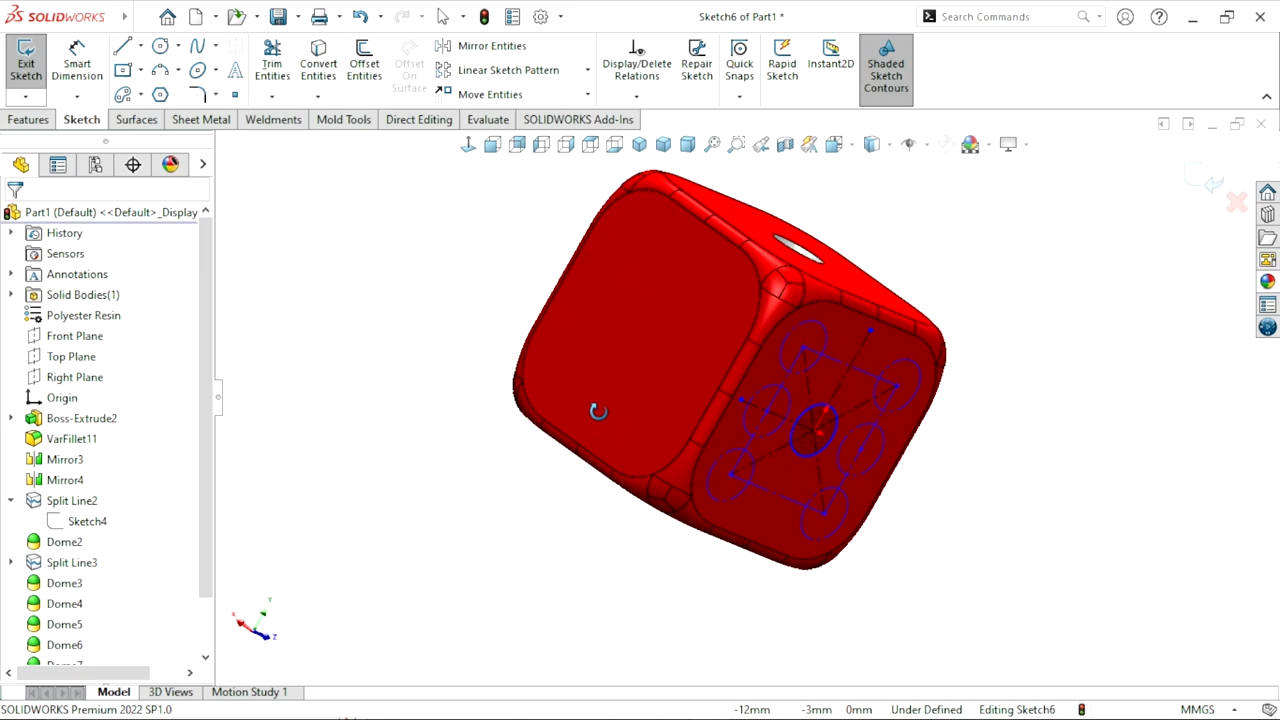 SOLIDWORKS
Sketch6 of Part1 *
Search Commands
Exit Sketch
Smart Dimension
Trim Entities
Convert Entities
Offset Entities
Offset On Surface
Mirror Entities
Linear Sketch Pattern
Move Entities
Display/Delete Relations
Repair Sketch
Quick Snaps
Rapid Sketch
Instant2D
Shaded Sketch Contours
Features Sketch Surfaces Sheet Metal Weldments Mold Tools Direct Editing Evaluate SOLIDWORKS Add-Ins
Part1 (Default) <<Default>_Display
History
Sensors
Annotations
Solid Bodies(1)
Polyester Resin
Front Plane
Top Plane
Right Plane
Origin
Boss-Extrude2
VarFillet11
Mirror3
Mirror4
Split Line2
Sketch4
Dome2
Split Line3
Dome3
Dome4
Dome5
Dome6
Dome7
Y
X
Z
Model 3D Views Motion Study 1
SOLIDWORKS Premium 2022 SP1.0 -12mm -3mm 0mm Under Defined Editing Sketch6 MMGS